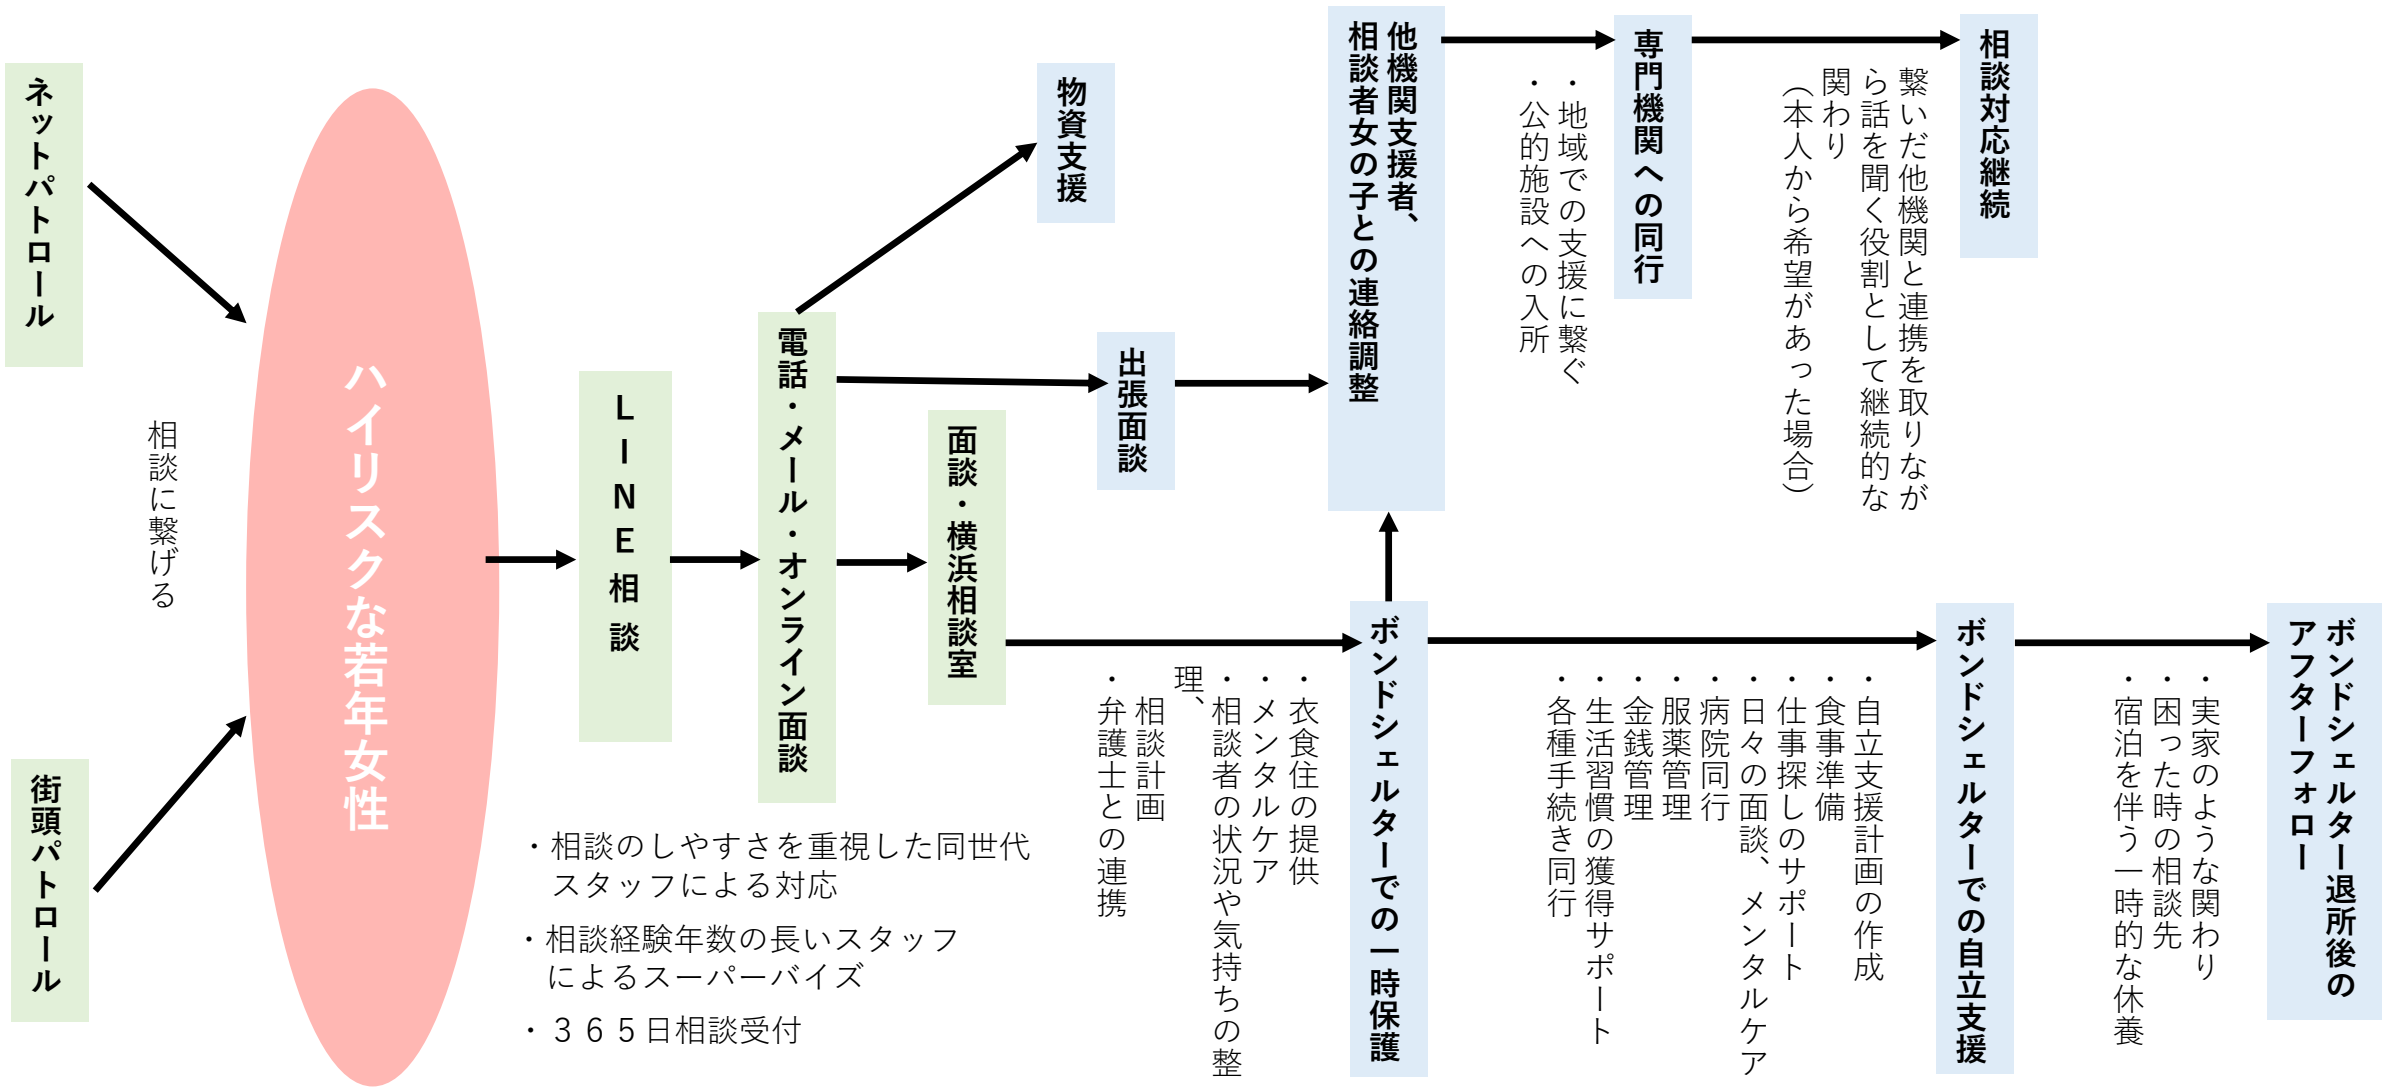 ネットパトロール
街頭パトロール
相談に繋げる
ハイリスクな若年女性
LINE相談
電話・メール・オンライン面談
面談・横浜相談室
・相談のしやすさを重視した同世代
スタッフによる対応
・相談経験年数の長いスタッフ
によるスーパーバイズ
・３６５日相談受付
物資支援
出張面談
他機関支援者、
相談者女の子との連絡調整
専門機関への同行
・地域での支援に繋ぐ
・公的施設への入所
相談対応継続
繋いだ他機関と連携を取りなが
ら話を聞く役割として継続的な
関わり
（本人から希望があった場合）
ボンドシェルターでの一時保護
・衣食住の提供
・メンタルケア
・相談者の状況や気持ちの整
理、
相談計画
・弁護士との連携
ボンドシェルターでの自立支援
・自立支援計画の作成
・食事準備
・仕事探しのサポート
・日々の面談、メンタルケア
・病院同行
・服薬管理
・金銭管理
・生活習慣の獲得サポート
・各種手続き同行
ボンドシェルター退所後の
アフターフォロー
・実家のような関わり
・困った時の相談先
・宿泊を伴う一時的な休養